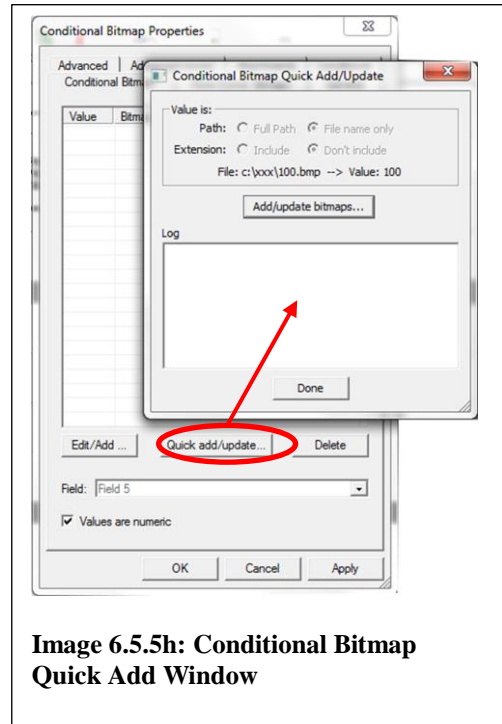 Conditional Bitmap Properties
Advanced
Conditional Bitm
Conditional Bitmap Quick Add/Update
Value
Bitma
Value is:
Path: Full Path File name only
Extension: Include Don't include
File: c:\xxx\100.bmp --> Value: 100
Add/update bitmaps...
Log
Done
Edit/Add ... Quick add/update... Delete
Field: Field 5
Values are numeric
OK Cancel Apply
Image 6.5.5h: Conditional Bitmap
Quick Add Window